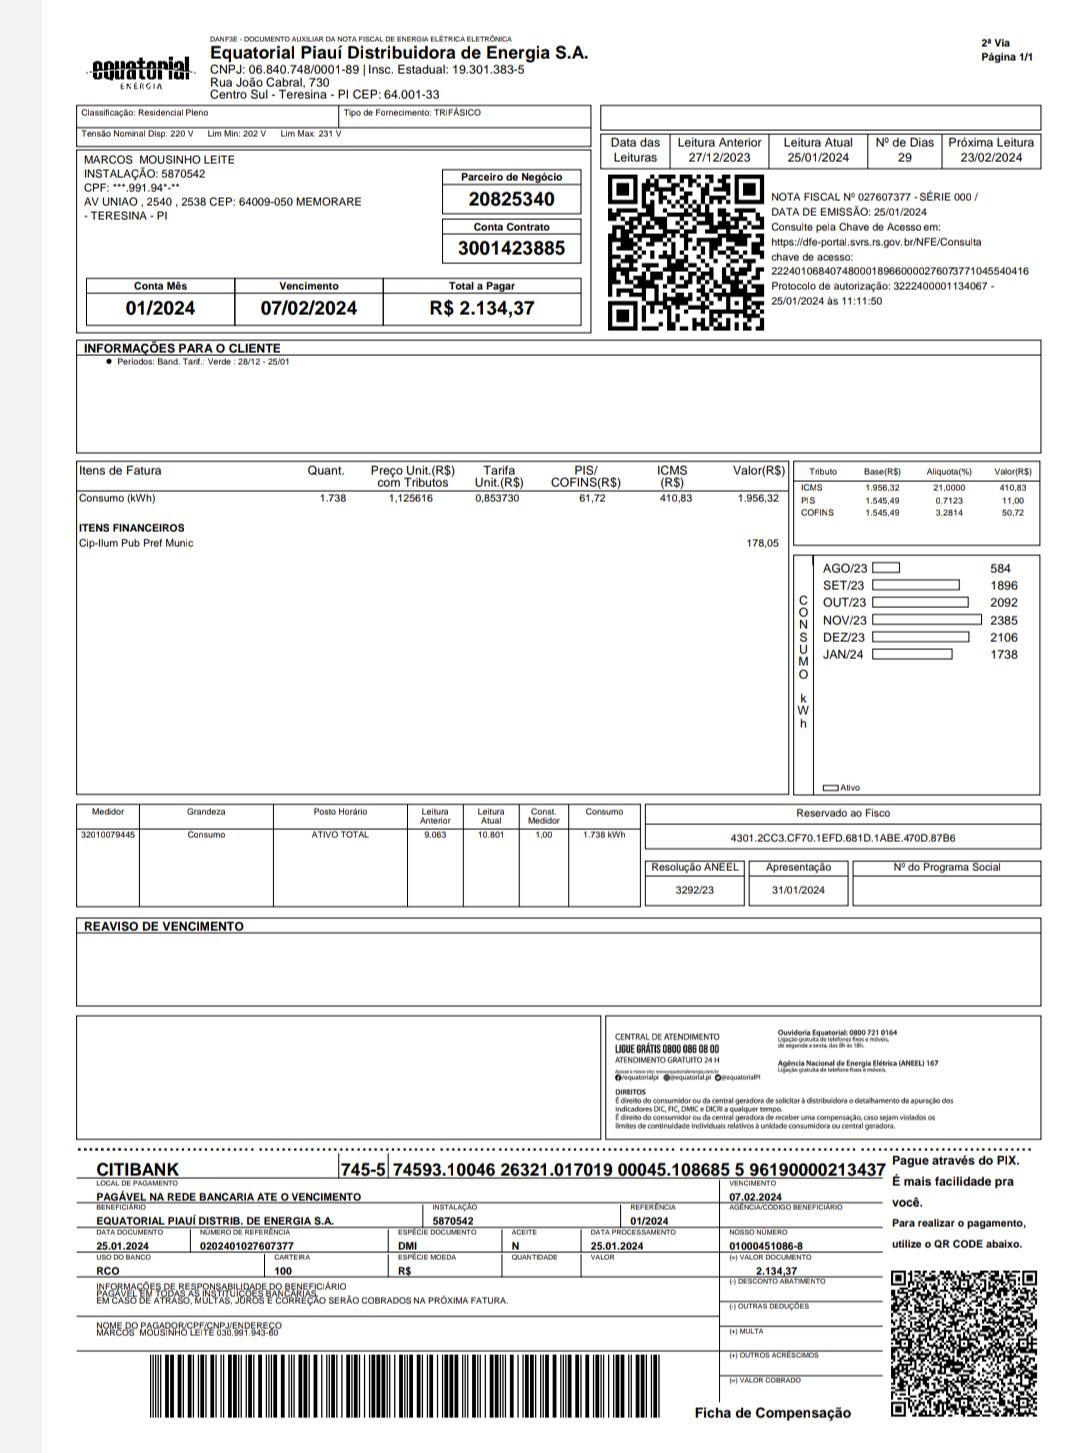 DANF3E - DOCUMENTO AUXILIAR DA NOTA FISCAL DE ENERGIA ELÉTRICA ELETRÔNICA
Equatorial Piauí Distribuidora de Energia S.A.
CNPJ: 06.840.748/0001-89 | Insc. Estadual: 19.301.383-5
Rua João Cabral, 730
Centro Sul - Teresina - PI CEP: 64.001-33
equatorial
ENERGIA
2ª Via
Página 1/1
Classificação: Residencial Pleno
Tipo de Fornecimento: TRIFÁSICO
Tensão Nominal Disp: 220 V Lim Min: 202 V Lim Max: 231 V
Data das Leituras Leitura Anterior Leitura Atual Nº de Dias Próxima Leitura
27/12/2023 25/01/2024 29 23/02/2024
MARCOS MOUSINHO LEITE
INSTALAÇÃO: 5870542
CPF: ***.991.94*-**
AV UNIAO , 2540 , 2538 CEP: 64009-050 MEMORARE
- TERESINA - PI
Parceiro de Negócio
20825340
Conta Contrato
3001423885
Conta Mês Vencimento Total a Pagar
01/2024 07/02/2024 R$ 2.134,37
NOTA FISCAL Nº 027607377 - SÉRIE 000 /
DATA DE EMISSÃO: 25/01/2024
Consulte pela Chave de Acesso em:
https://dfe-portal.svrs.rs.gov.br/NFE/Consulta
chave de acesso:
22240106840748000189660000276073771045540416
Protocolo de autorização: 3222400001134067 -
25/01/2024 às 11:11:50
INFORMAÇÕES PARA O CLIENTE
Períodos: Band. Tarif.: Verde : 28/12 - 25/01
Itens de Fatura Quant. Preço Unit.(R$) com Tributos Tarifa Unit.(R$) PIS/ COFINS(R$) ICMS (R$) Valor(R$)
Consumo (kWh) 1.738 1,125616 0,853730 61,72 410,83 1.956,32
ITENS FINANCEIROS
Cip-Ilum Pub Pref Munic 178,05
Tributo Base(R$) Aliquota(%) Valor(R$)
ICMS 1.956,32 21,0000 410,83
PIS 1.545,49 0.7123 11,00
COFINS 1.545,49 3.2814 50,72
CONSUMO kWh
AGO/23 584
SET/23 1896
OUT/23 2092
NOV/23 2385
DEZ/23 2106
JAN/24 1738
Ativo
Medidor Grandeza Posto Horário Leitura Anterior Leitura Atual Const. Medidor Consumo
32010079445 Consumo ATIVO TOTAL 9.063 10.801 1,00 1.738 kWh
Reservado ao Fisco
4301.2CC3.CF70.1EFD.681D.1ABE.470D.87B6
Resolução ANEEL Apresentação Nº do Programa Social
3292/23 31/01/2024
REAVISO DE VENCIMENTO
CENTRAL DE ATENDIMENTO
LIGUE GRÁTIS 0800 086 08 00
ATENDIMENTO GRATUITO 24 H
/equatorialpi @equatorial.pi @equatorialPI
Ouvidoria Equatorial: 0800 721 0164
Ligação gratuita de telefones fixos e móveis,
de segunda a sexta, das 8h às 18h.
Agência Nacional de Energia Elétrica (ANEEL) 167
Ligação gratuita de telefone fixos e móveis.
DIREITOS
É direito do consumidor ou da central geradora de solicitar à distribuidora o detalhamento da apuração dos
indicadores DIC, FIC, DMIC e DICRI a qualquer tempo.
É direito do consumidor ou da central geradora de receber uma compensação, caso sejam violados os
limites de continuidade individuais relativos à unidade consumidora ou central geradora.
CITIBANK 745-5 74593.10046 26321.017019 00045.108685 5 96190000213437
LOCAL DE PAGAMENTO VENCIMENTO
PAGÁVEL NA REDE BANCARIA ATE O VENCIMENTO 07.02.2024
BENEFICIÁRIO INSTALAÇÃO REFERÊNCIA AGÊNCIA/CÓDIGO BENEFICIÁRIO
EQUATORIAL PIAUÍ DISTRIB. DE ENERGIA S.A. 5870542 01/2024
DATA DOCUMENTO NÚMERO DE REFERÊNCIA ESPÉCIE DOCUMENTO ACEITE DATA PROCESSAMENTO NOSSO NÚMERO
25.01.2024 0202401027607377 DMI N 25.01.2024 01000451086-8
USO DO BANCO CARTEIRA ESPÉCIE MOEDA QUANTIDADE VALOR (=) VALOR DOCUMENTO
RCO 100 R$ 2.134,37
INFORMAÇÕES DE RESPONSABILIDADE DO BENEFICIÁRIO
PAGÁVEL EM TODAS AS INSTITUICÕES BANCÁRIAS.
EM CASO DE ATRASO, MULTAS, JUROS E CORREÇÃO SERÃO COBRADOS NA PRÓXIMA FATURA.
(-) DESCONTO ABATIMENTO
(-) OUTRAS DEDUÇÕES
NOME DO PAGADOR/CPF/CNPJ/ENDEREÇO
MARCOS MOUSINHO LEITE 030.991.943-60
(+) MULTA
(+) OUTROS ACRÉSCIMOS
(=) VALOR COBRADO
Ficha de Compensação
Pague através do PIX.
É mais facilidade pra
você.
Para realizar o pagamento,
utilize o QR CODE abaixo.